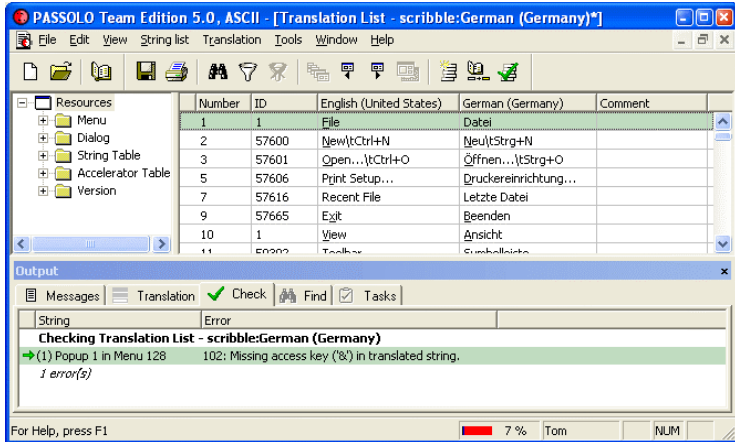 PASSOLO Team Edition 5.0, ASCII - [Translation List - scribble:German (Germany)*]
File Edit View String list Translation Tools Window Help
Resources
Menu
Dialog
String Table
Accelerator Table
Version
Number ID English (United States) German (Germany) Comment
1 1 File Datei
2 57600 New\tCtrl+N Neu\tStrg+N
3 57601 Open...\tCtrl+O Öffnen...\tStrg+O
5 57606 Print Setup... Druckereinrichtung...
7 57616 Recent File Letzte Datei
9 57665 Exit Beenden
10 1 View Ansicht
11 59392 Toolbar Symbolleiste
Output
Messages Translation Check Find Tasks
String Error
Checking Translation List - scribble:German (Germany)
(1) Popup 1 in Menu 128 102: Missing access key ('&') in translated string.
1 error(s)
For Help, press F1 7 % Tom NUM